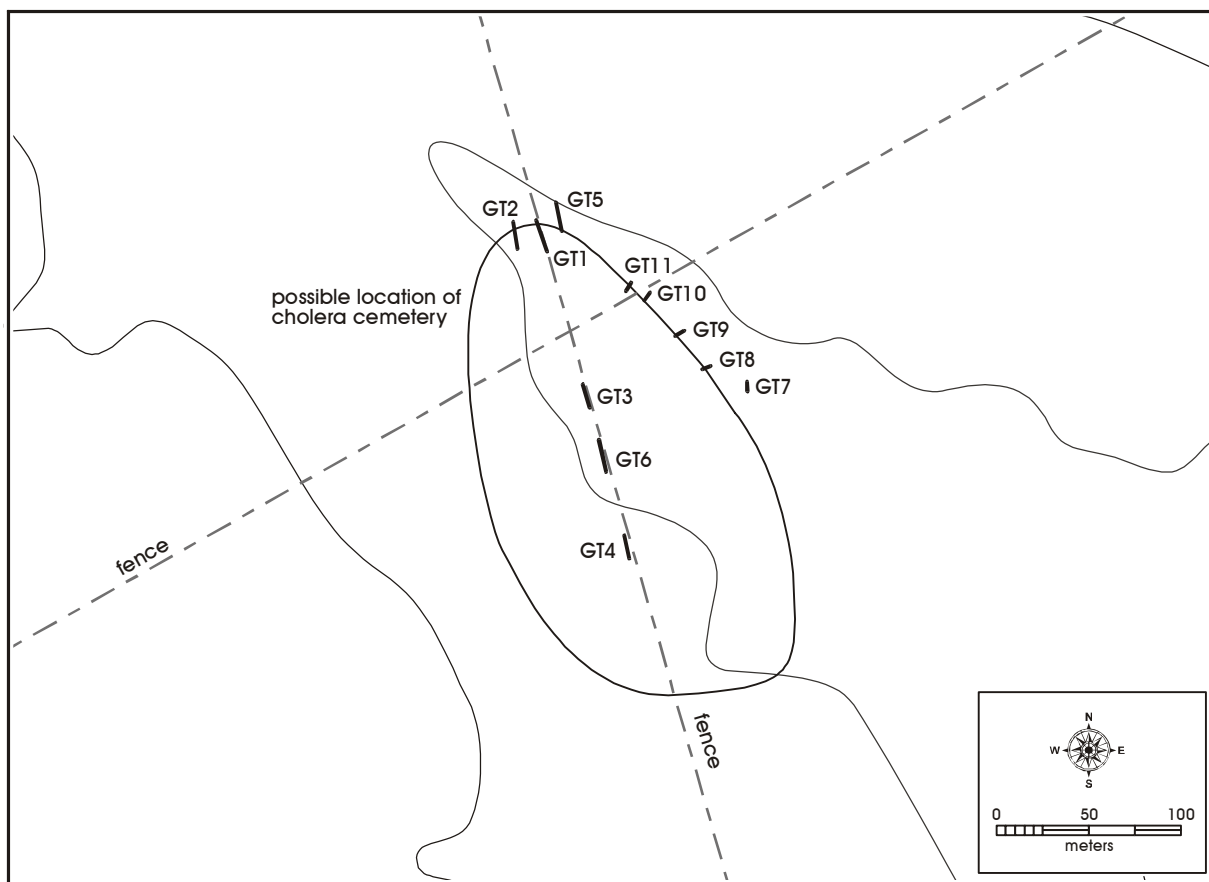 GT5
GT2
GT1
GT11
GT10
possible location of
cholera cemetery
GT9
GT8
GT7
GT3
GT6
GT4
fence
fence
N
W
E
S
0 50 100
meters